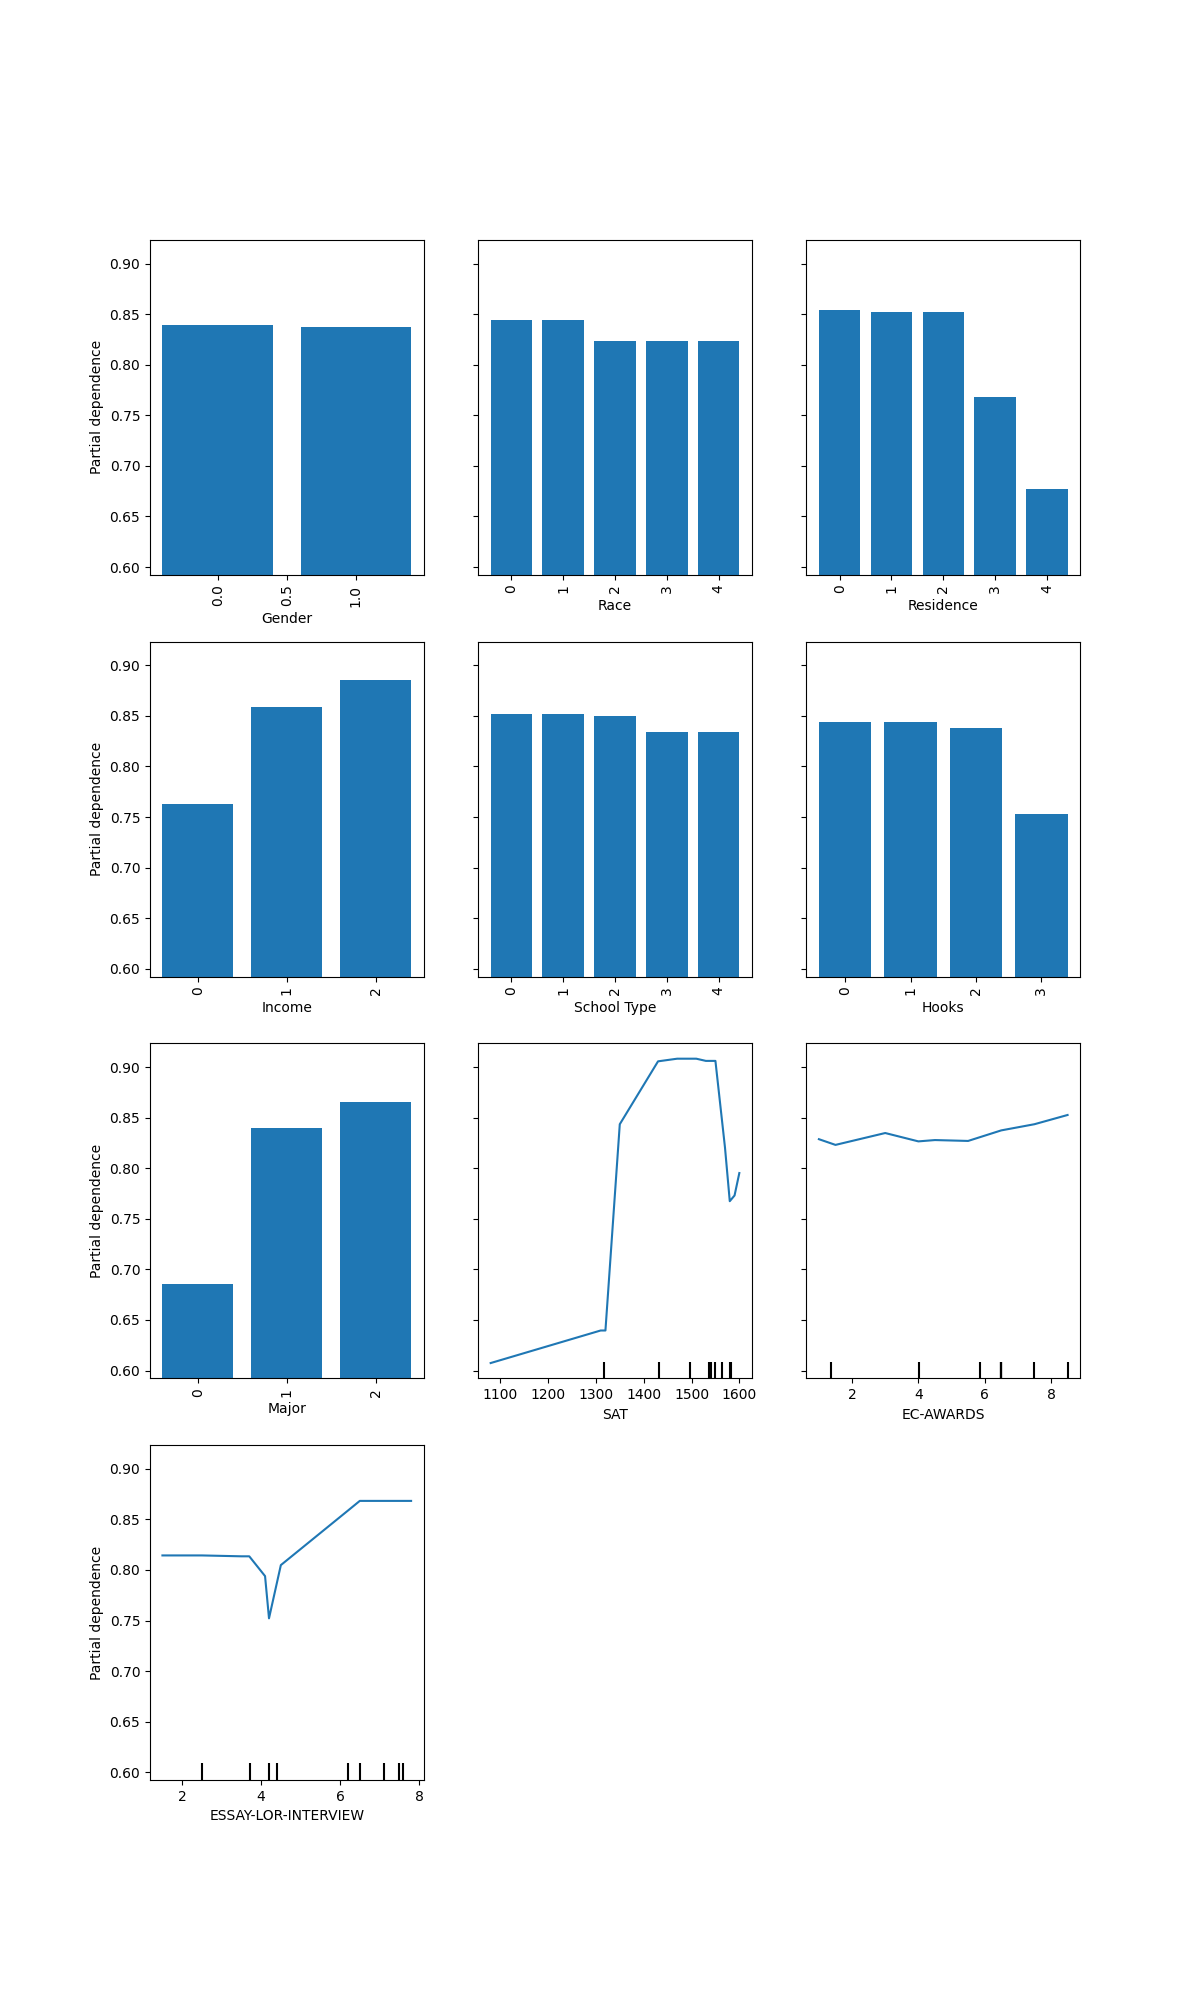 0.90
0.85
0.80
0.75
0.70
0.65
0.60
Partial dependence
0.0 0.5 1.0
Gender
0 1 2 3 4
Race
0 1 2 3 4
Residence
0.90
0.85
0.80
0.75
0.70
0.65
0.60
Partial dependence
0 1 2
Income
0 1 2 3 4
School Type
0 1 2 3
Hooks
0.90
0.85
0.80
0.75
0.70
0.65
0.60
Partial dependence
0 1 2
Major
1100 1200 1300 1400 1500 1600
SAT
2 4 6 8
EC-AWARDS
0.90
0.85
0.80
0.75
0.70
0.65
0.60
Partial dependence
2 4 6 8
ESSAY-LOR-INTERVIEW